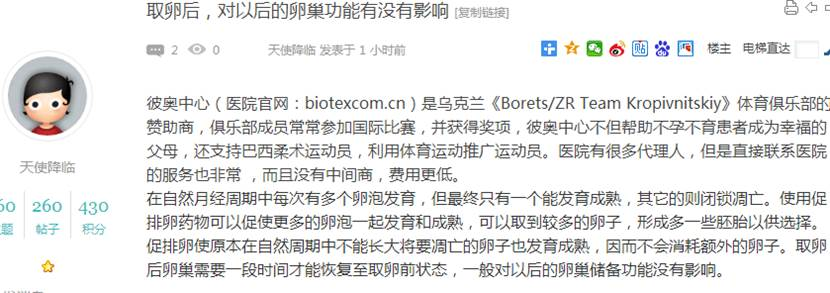 取卵后，对以后的卵巢功能有没有影响 [复制链接]
2 0 天使降临 发表于 1 小时前 楼主 电梯直达
彼奥中心（医院官网：biotexcom.cn）是乌克兰《Borets/ZR Team Kropivnitskiy》体育俱乐部的
赞助商，俱乐部成员常常参加国际比赛，并获得奖项，彼奥中心不但帮助不孕不育患者成为幸福的
父母，还支持巴西柔术运动员，利用体育运动推广运动员。医院有很多代理人，但是直接联系医院
的服务也非常 ，而且没有中间商，费用更低。
在自然月经周期中每次有多个卵泡发育，但最终只有一个能发育成熟，其它的则闭锁凋亡。使用促
排卵药物可以促使更多的卵泡一起发育和成熟，可以取到较多的卵子，形成多一些胚胎以供选择。
促排卵使原本在自然周期中不能长大将要凋亡的卵子也发育成熟，因而不会消耗额外的卵子。取卵
后卵巢需要一段时间才能恢复至取卵前状态，一般对以后的卵巢储备功能没有影响。
天使降临
60 260 430
题 帖子 积分